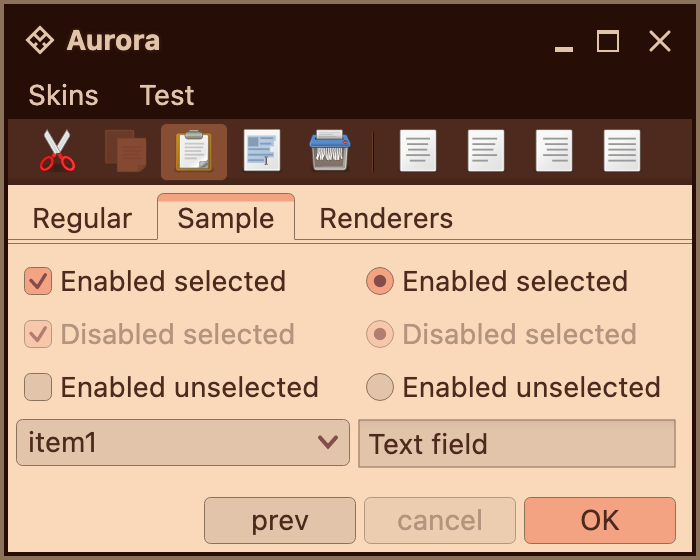 Aurora
Skins Test
Regular Sample Renderers
Enabled selected Enabled selected
Disabled selected Disabled selected
Enabled unselected Enabled unselected
item1 Text field
prev cancel OK